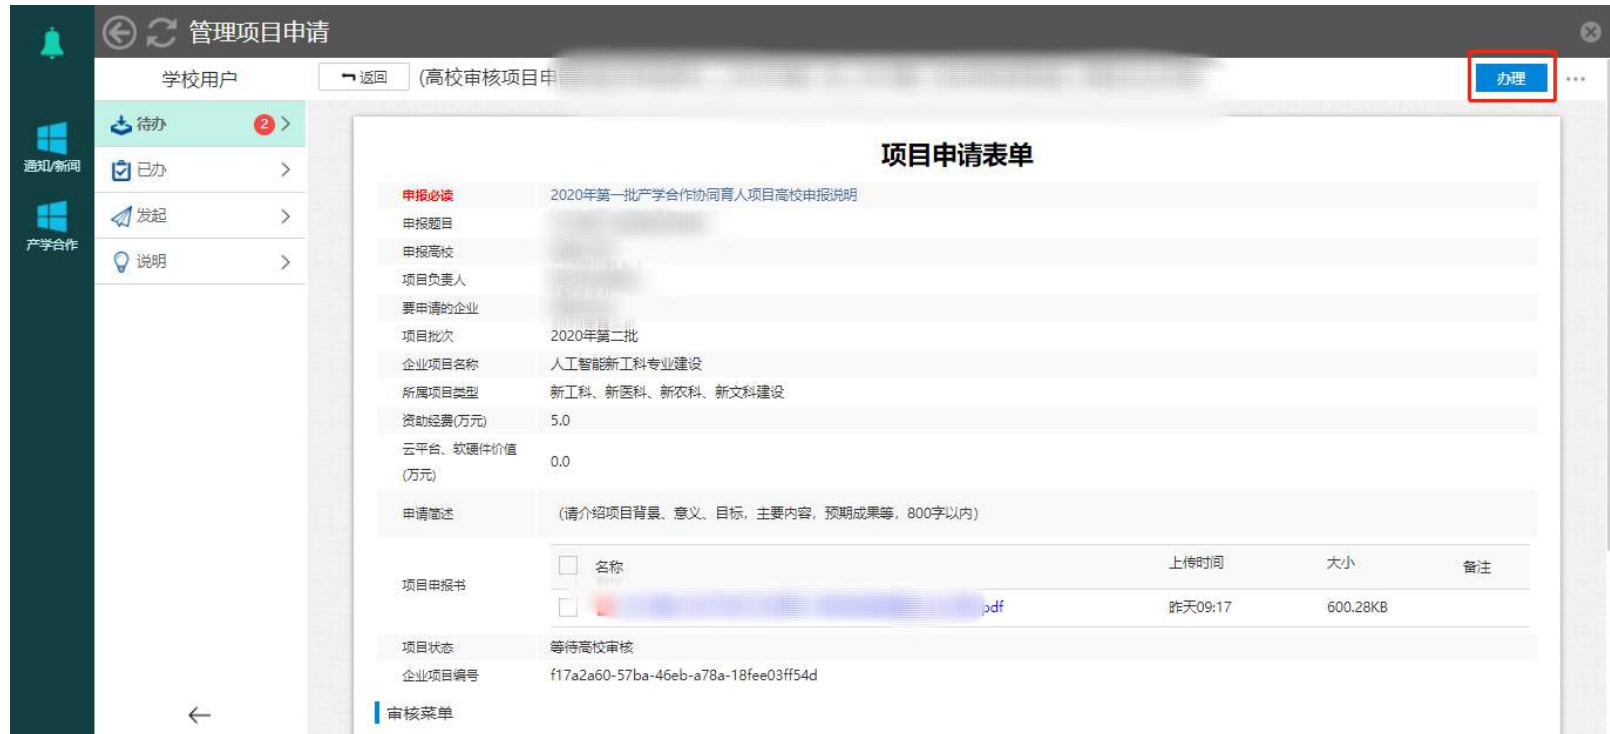 管理项目申请
通知/新闻
产学合作
学校用户
待办 2
已办
发起
说明
返回 (高校审核项目申
办理
项目申请表单
申报必读 2020年第一批产学合作协同育人项目高校申报说明
申报题目
申报高校
项目负责人
要申请的企业
项目批次 2020年第二批
企业项目名称 人工智能新工科专业建设
所属项目类型 新工科、新医科、新农科、新文科建设
资助经费(万元) 5.0
云平台、软硬件价值
(万元) 0.0
申请简述 (请介绍项目背景、意义、目标，主要内容，预期成果等，800字以内)
项目申报书
名称 上传时间 大小 备注
pdf 昨天09:17 600.28KB
项目状态 等待高校审核
企业项目编号 f17a2a60-57ba-46eb-a78a-18fee03ff54d
审核菜单